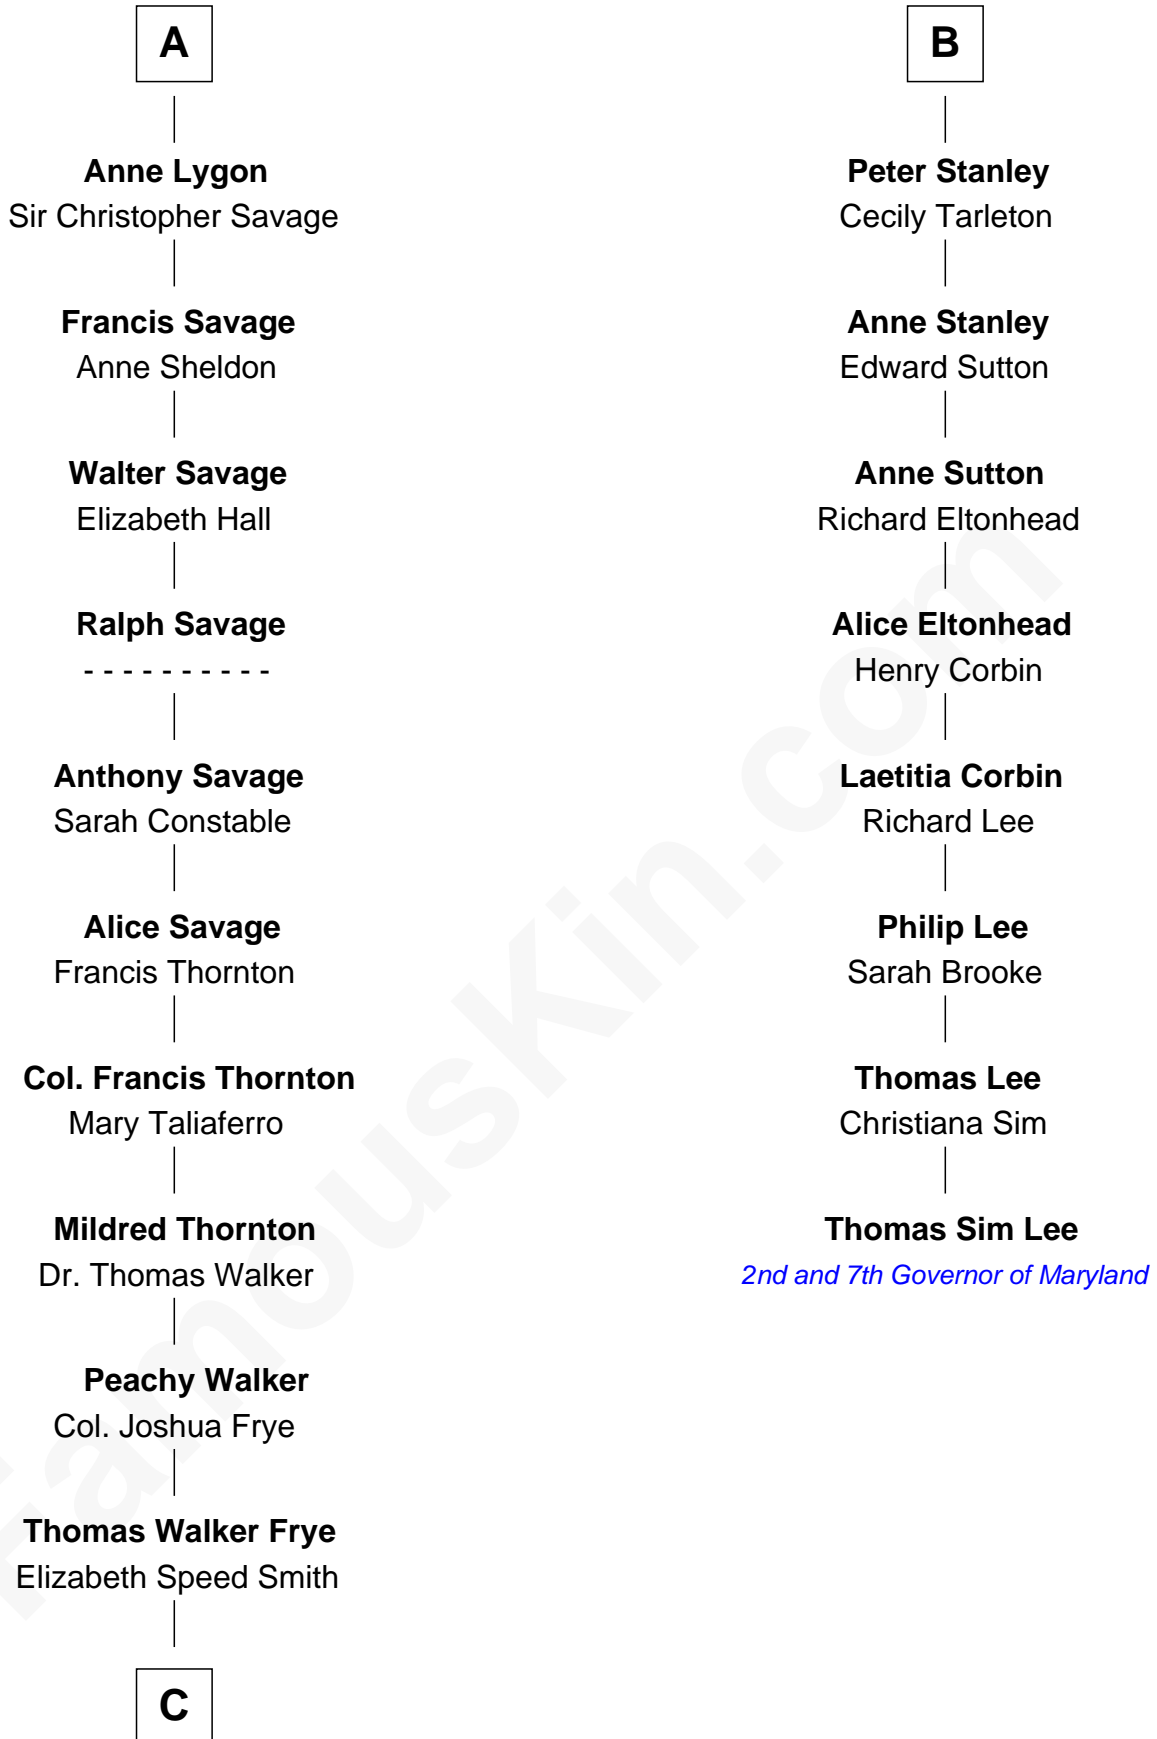 A
Anne Lygon
Sir Christopher Savage
Francis Savage
Anne Sheldon
Walter Savage
Elizabeth Hall
Ralph Savage
- - - - - - - - - -
Anthony Savage
Sarah Constable
Alice Savage
Francis Thornton
Col. Francis Thornton
Mary Taliaferro
Mildred Thornton
Dr. Thomas Walker
Peachy Walker
Col. Joshua Frye
Thomas Walker Frye
Elizabeth Speed Smith
C
B
Peter Stanley
Cecily Tarleton
Anne Stanley
Edward Sutton
Anne Sutton
Richard Eltonhead
Alice Eltonhead
Henry Corbin
Laetitia Corbin
Richard Lee
Philip Lee
Sarah Brooke
Thomas Lee
Christiana Sim
Thomas Sim Lee
2nd and 7th Governor of Maryland
FamousKin.com